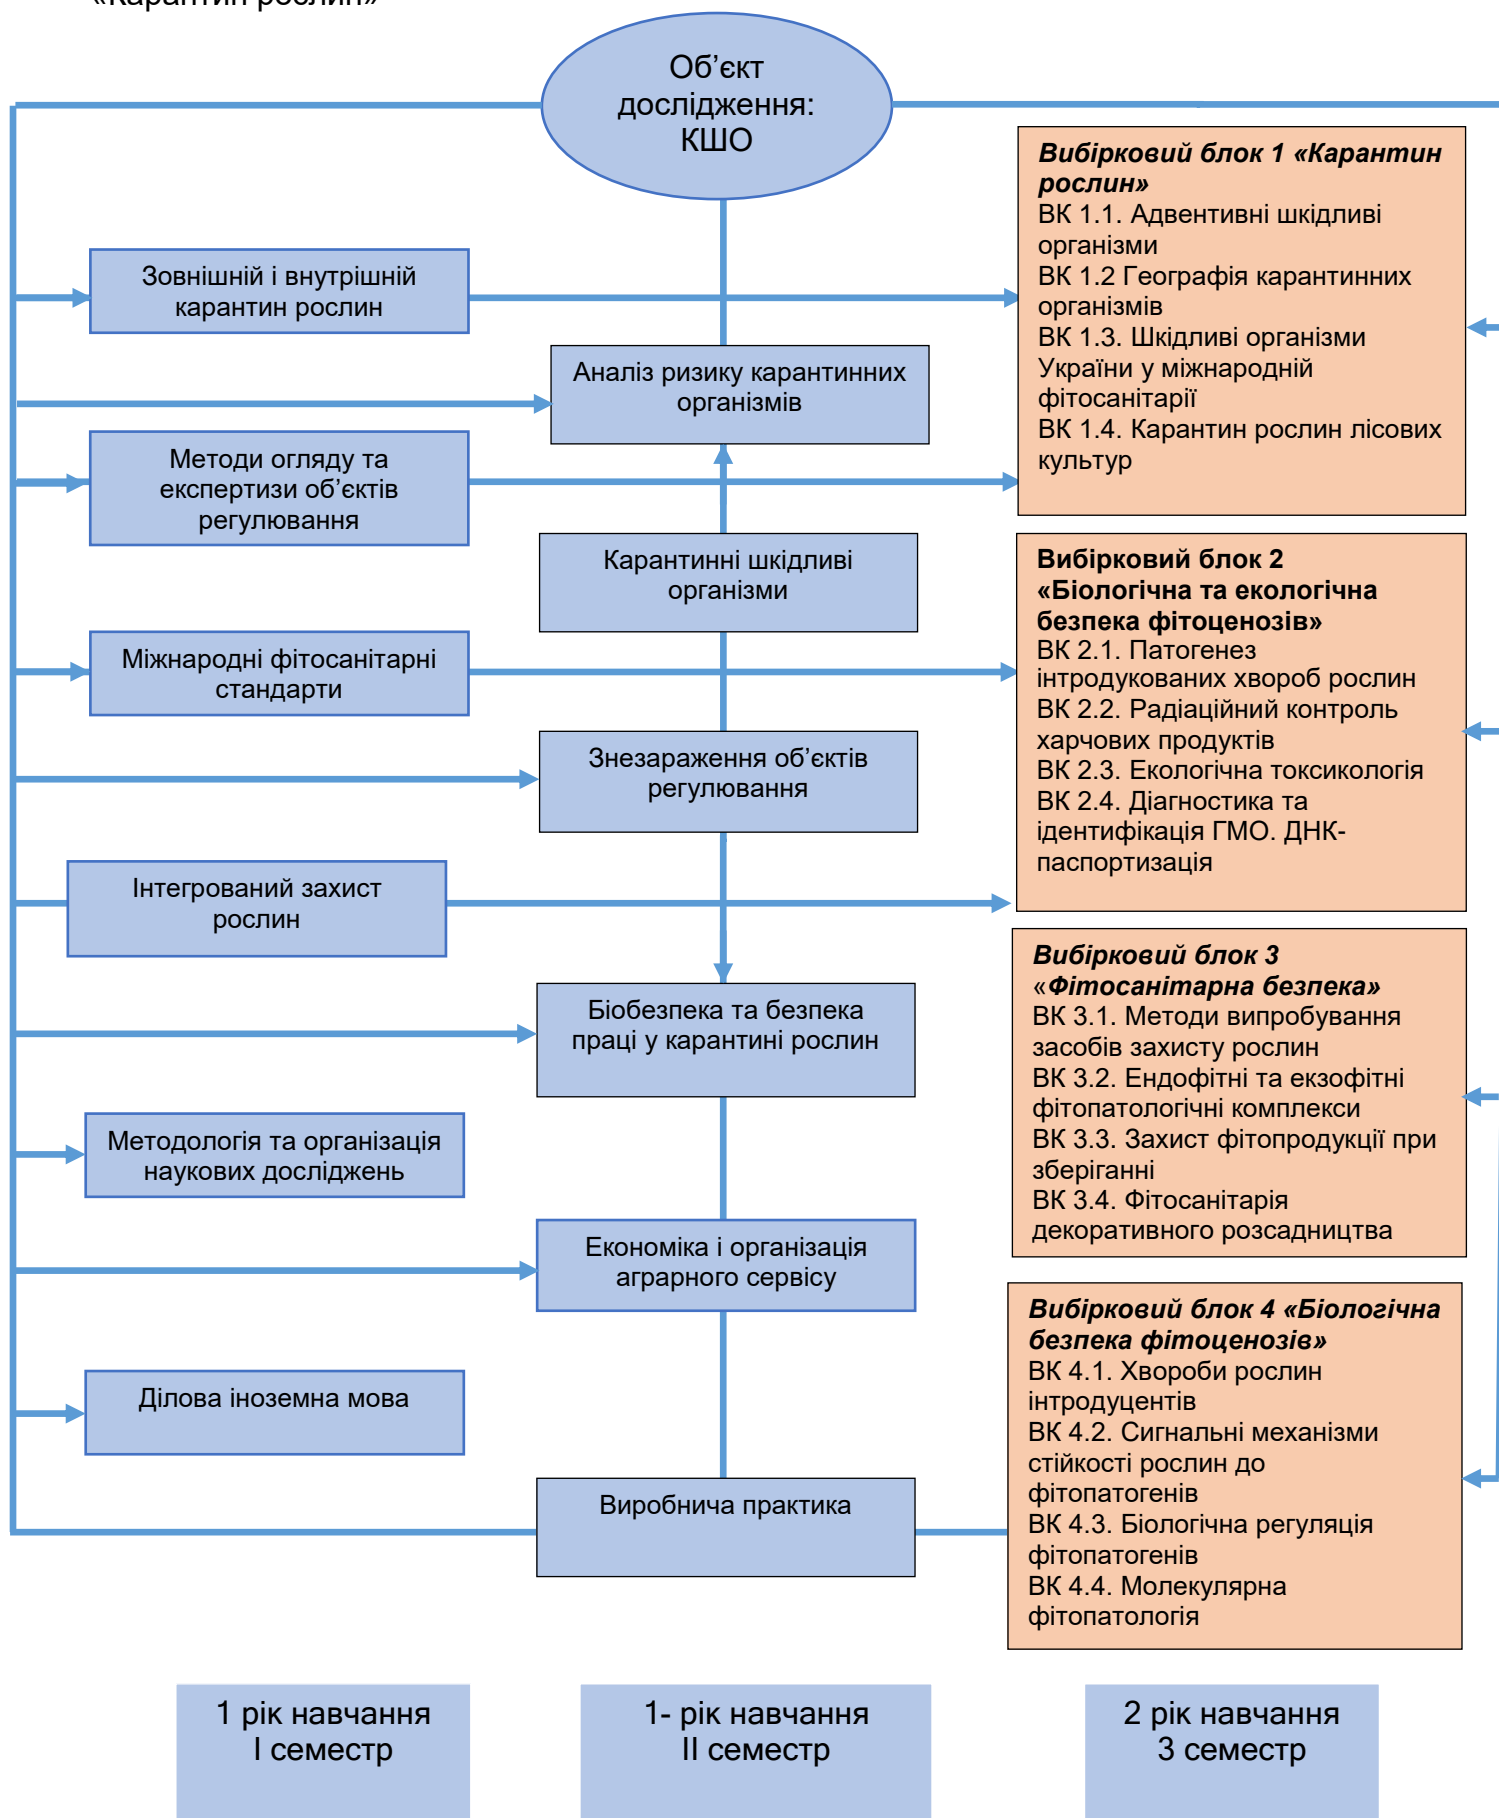 «Карантин рослин»
Об’єкт
дослідження:
КШО
Зовнішній і внутрішній
карантин рослин
Методи огляду та
експертизи об’єктів
регулювання
Міжнародні фітосанітарні
стандарти
Інтегрований захист
рослин
Методологія та організація
наукових досліджень
Ділова іноземна мова
Аналіз ризику карантинних
організмів
Карантинні шкідливі
організми
Знезараження об’єктів
регулювання
Біобезпека та безпека
праці у карантині рослин
Економіка і організація
аграрного сервісу
Виробнича практика
Вибірковий блок 1 «Карантин
рослин»
ВК 1.1. Адвентивні шкідливі
організми
ВК 1.2 Географія карантинних
організмів
ВК 1.3. Шкідливі організми
України у міжнародній
фітосанітарії
ВК 1.4. Карантин рослин лісових
культур
Вибірковий блок 2
«Біологічна та екологічна
безпека фітоценозів»
ВК 2.1. Патогенез
інтродукованих хвороб рослин
ВК 2.2. Радіаційний контроль
харчових продуктів
ВК 2.3. Екологічна токсикологія
ВК 2.4. Діагностика та
ідентифікація ГМО. ДНК-
паспортизація
Вибірковий блок 3
«Фітосанітарна безпека»
ВК 3.1. Методи випробування
засобів захисту рослин
ВК 3.2. Ендофітні та екзофітні
фітопатологічні комплекси
ВК 3.3. Захист фітопродукції при
зберіганні
ВК 3.4. Фітосанітарія
декоративного розсадництва
Вибірковий блок 4 «Біологічна
безпека фітоценозів»
ВК 4.1. Хвороби рослин
інтродуцентів
ВК 4.2. Сигнальні механізми
стійкості рослин до
фітопатогенів
ВК 4.3. Біологічна регуляція
фітопатогенів
ВК 4.4. Молекулярна
фітопатологія
1 рік навчання
I семестр
1- рік навчання
II семестр
2 рік навчання
3 семестр